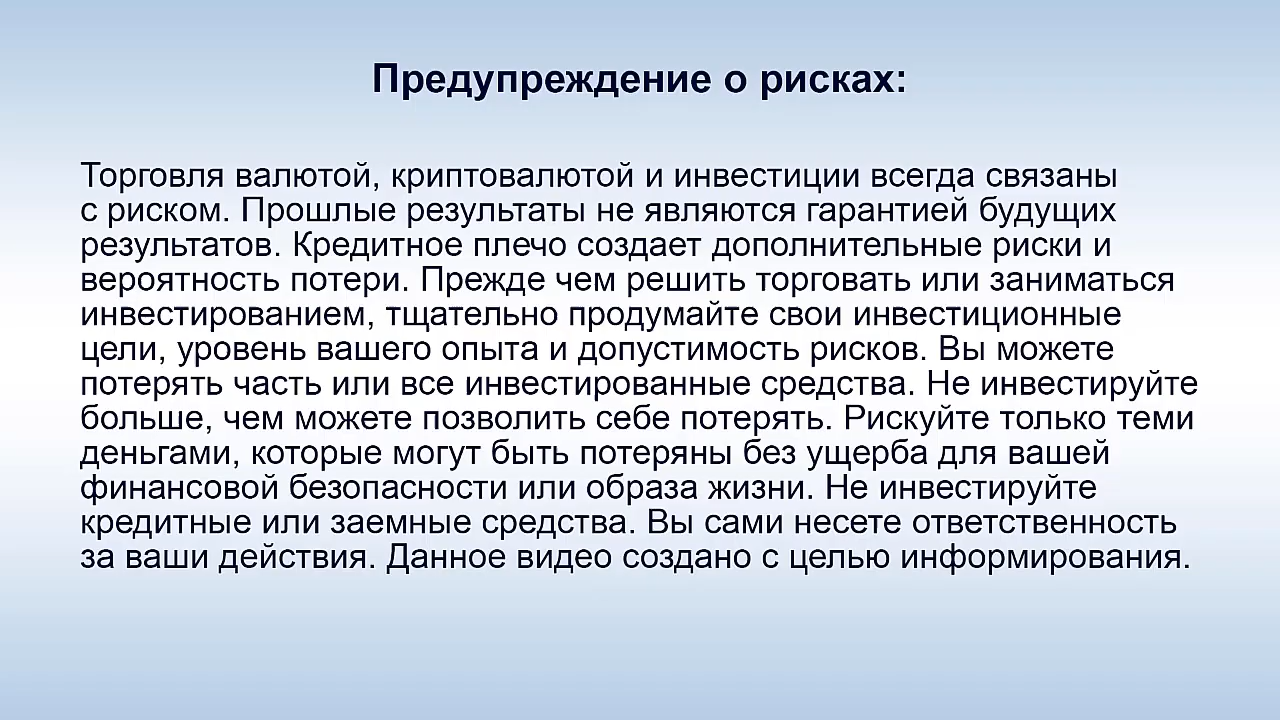 Предупреждение о рисках:
Торговля валютой, криптовалютой и инвестиции всегда связаны
с риском. Прошлые результаты не являются гарантией будущих
результатов. Кредитное плечо создает дополнительные риски и
вероятность потери. Прежде чем решить торговать или заниматься
инвестированием, тщательно продумайте свои инвестиционные
цели, уровень вашего опыта и допустимость рисков. Вы можете
потерять часть или все инвестированные средства. Не инвестируйте
больше, чем можете позволить себе потерять. Рискуйте только теми
деньгами, которые могут быть потеряны без ущерба для вашей
финансовой безопасности или образа жизни. Не инвестируйте
кредитные или заемные средства. Вы сами несете ответственность
за ваши действия. Данное видео создано с целью информирования.